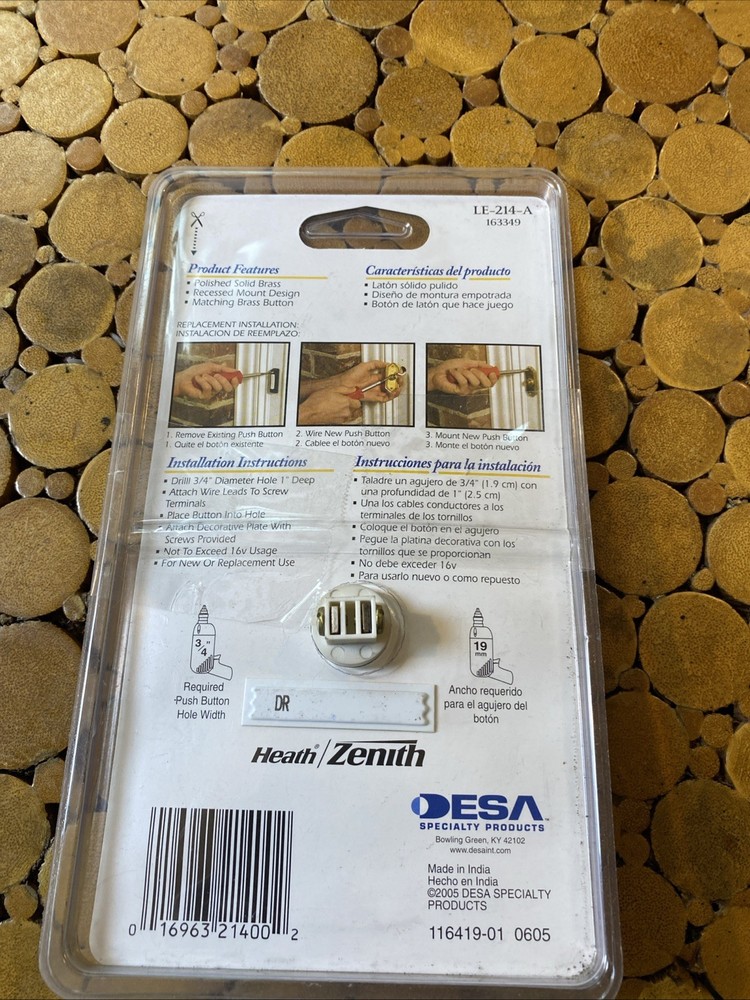 LE-214-A
163349
Product Features
▪ Polished Solid Brass
▪ Recessed Mount Design
▪ Matching Brass Button
Características del producto
▪ Latón sólido pulido
▪ Diseño de montura empotrada
▪ Botón de latón que hace juego
REPLACEMENT INSTALLATION:
INSTALACION DE REEMPLAZO:
1. Remove Existing Push Button
1. Quite el botón existente
2. Wire New Push Button
2. Cablee el botón nuevo
3. Mount New Push Button
3. Monte el botón nuevo
Installation Instructions
▪ Drilll 3/4" Diameter Hole 1" Deep
▪ Attach Wire Leads To Screw
Terminals
▪ Place Button Into Hole
▪ Attach Decorative Plate With
Screws Provided
▪ Not To Exceed 16v Usage
▪ For New Or Replacement Use
Instrucciones para la instalación
▪ Taladre un agujero de 3/4" (1.9 cm) con
una profundidad de 1" (2.5 cm)
▪ Una los cables conductores a los
terminales de los tornillos
▪ Coloque el botón en el agujero
▪ Pegue la platina decorativa con los
tornillos que se proporcionan
▪ No debe exceder 16v
▪ Para usarlo nuevo o como repuesto
3/4"
Required
Push Button
Hole Width
19
mm
Ancho requerido
para el agujero del
botón
DR
Heath®/Zenith
DESA™
SPECIALTY PRODUCTS™
Bowling Green, KY 42102
www.desaint.com
Made in India
Hecho en India
©2005 DESA SPECIALTY
PRODUCTS
116419-01 0605
0 16963 21400 2